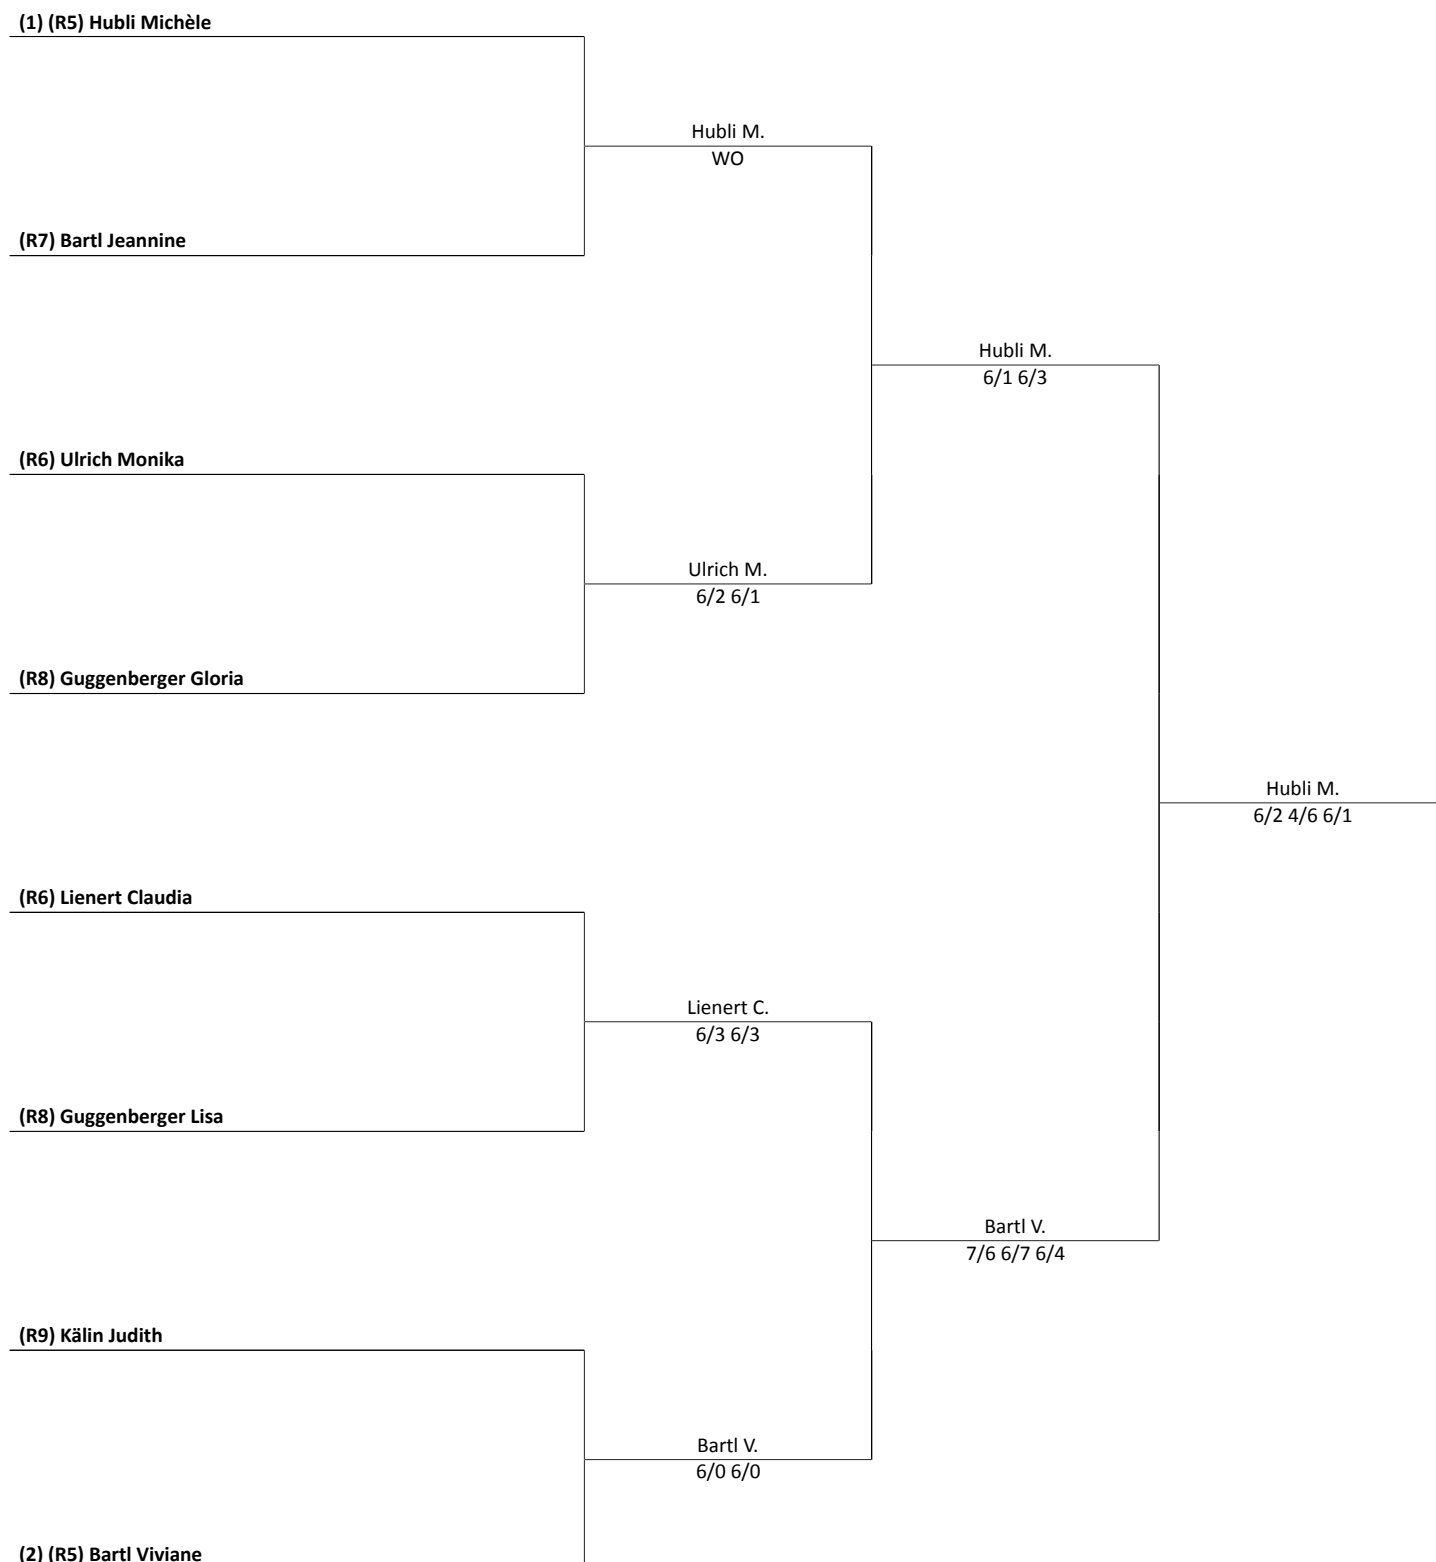 (1) (R5) Hubli Michèle
Hubli M.
WO
(R7) Bartl Jeannine
Hubli M.
6/1 6/3
(R6) Ulrich Monika
Ulrich M.
6/2 6/1
(R8) Guggenberger Gloria
Hubli M.
6/2 4/6 6/1
(R6) Lienert Claudia
Lienert C.
6/3 6/3
(R8) Guggenberger Lisa
Bartl V.
7/6 6/7 6/4
(R9) Kälin Judith
Bartl V.
6/0 6/0
(2) (R5) Bartl Viviane